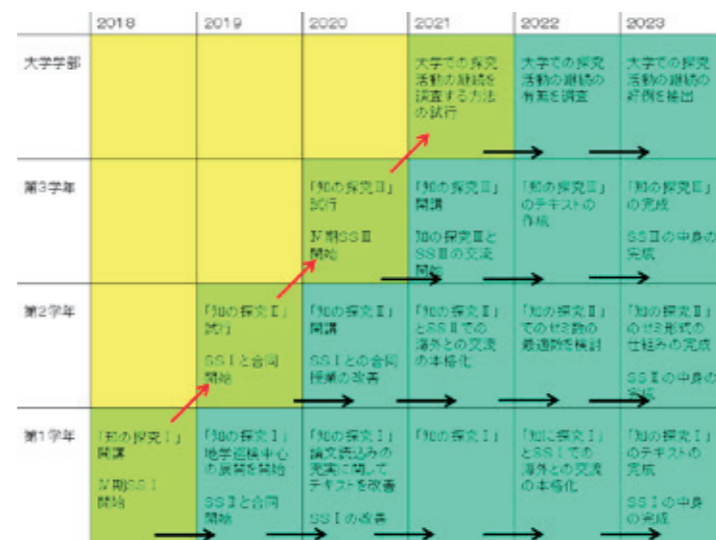 2018 2019 2020 2021 2022 2023
大学学部
大学での探究
活動の継続を
調査する方法
の試行
大学での探究
活動の継続の
有無を調査
大学での探究
活動の継続の
好例を抽出
第3学年
「知の探究Ⅲ」
試行
Ⅳ期SSⅢ
開始
「知の探究Ⅲ」
開講
知の探究Ⅲと
SSⅢの交流
開始
「知の探究Ⅲ」
のテキストの
作成
「知の探究Ⅲ」
の完成
SSⅢの中身の
完成
第2学年
「知の探究Ⅱ」
試行
SSⅠと合同
開始
「知の探究Ⅱ」
開講
SSⅠとの合同
授業の改善
「知の探究Ⅱ」
とSSⅡでの
海外との交流
の本格化
「知の探究Ⅱ」
でのゼミ数の
最適数を検討
「知の探究Ⅱ」
のゼミ形式の
仕組みの完成
SSⅡの中身の
完成
第1学年
「知の探究Ⅰ」
開講
Ⅳ期SSⅠ
開始
「知の探究Ⅰ」
地学巡検中心
の展開を開始
SSⅡと合同
開始
「知の探究Ⅰ」
論文読込みの
充実に関して
テキストを改善
SSⅠの改善
「知の探究Ⅰ」
「知に探究Ⅰ」
とSSⅠでの
海外との交流
の本格化
「知の探究Ⅰ」
のテキストの
完成
SSⅠの中身の
完成